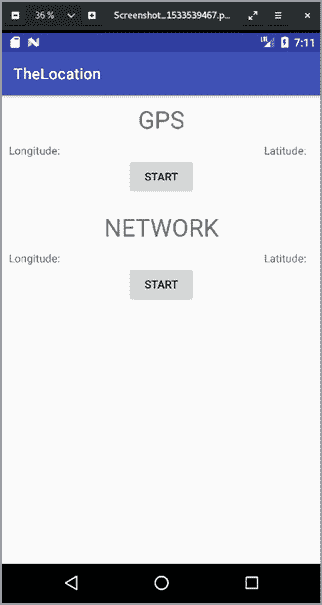 36 % Screenshot_1533539467.p...
7:11
TheLocation
GPS
Longitude: Latitude:
START
NETWORK
Longitude: Latitude:
START